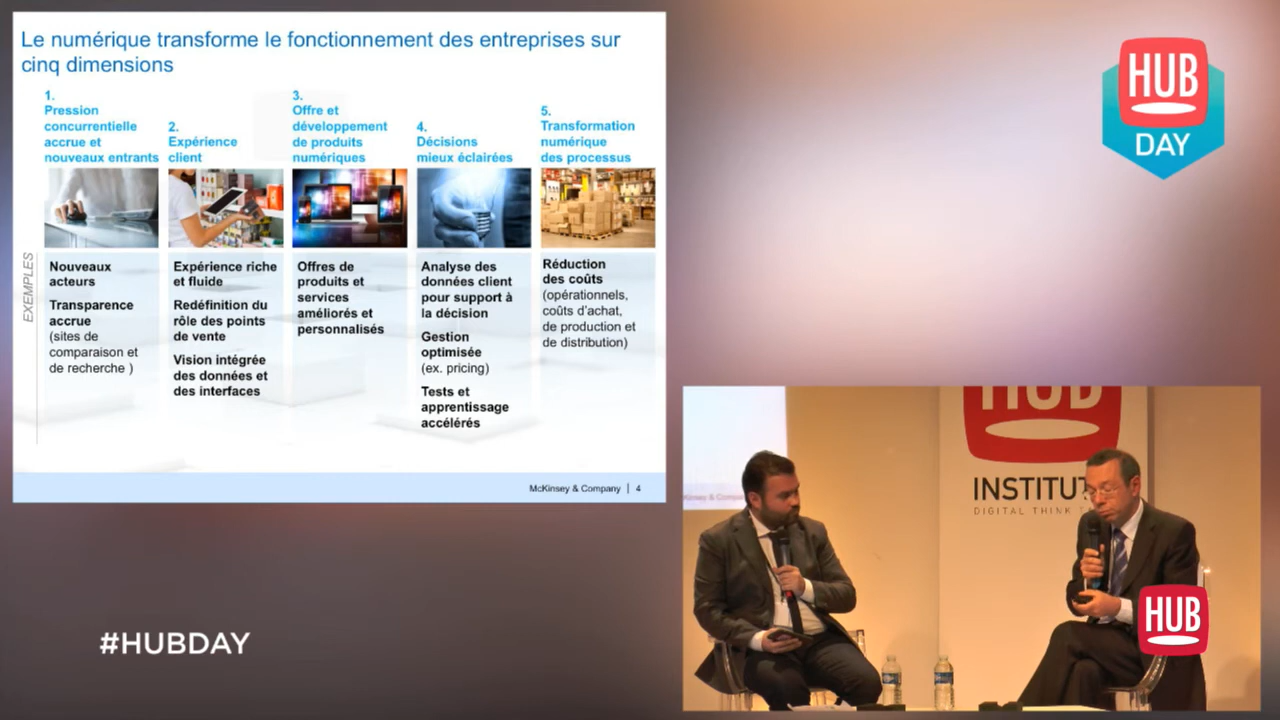 Le numérique transforme le fonctionnement des entreprises sur
cinq dimensions
1.
Pression
concurrentielle
accrue et
nouveaux entrants
2.
Expérience
client
3.
Offre et
développement
de produits
numériques
4.
Décisions
mieux éclairées
5.
Transformation
numérique
des processus
EXEMPLES
Nouveaux
acteurs
Transparence
accrue
(sites de
comparaison et
de recherche )
Expérience riche
et fluide
Redéfinition du
rôle des points
de vente
Vision intégrée
des données et
des interfaces
Offres de
produits et
services
améliorés et
personnalisés
Analyse des
données client
pour support à
la décision
Gestion
optimisée
(ex. pricing)
Tests et
apprentissage
accélérés
Réduction
des coûts
(opérationnels,
coûts d'achat,
de production et
de distribution)
McKinsey & Company | 4
HUB
DAY
#HUBDAY
HUB
INSTITUT
DIGITAL THINK
HUB